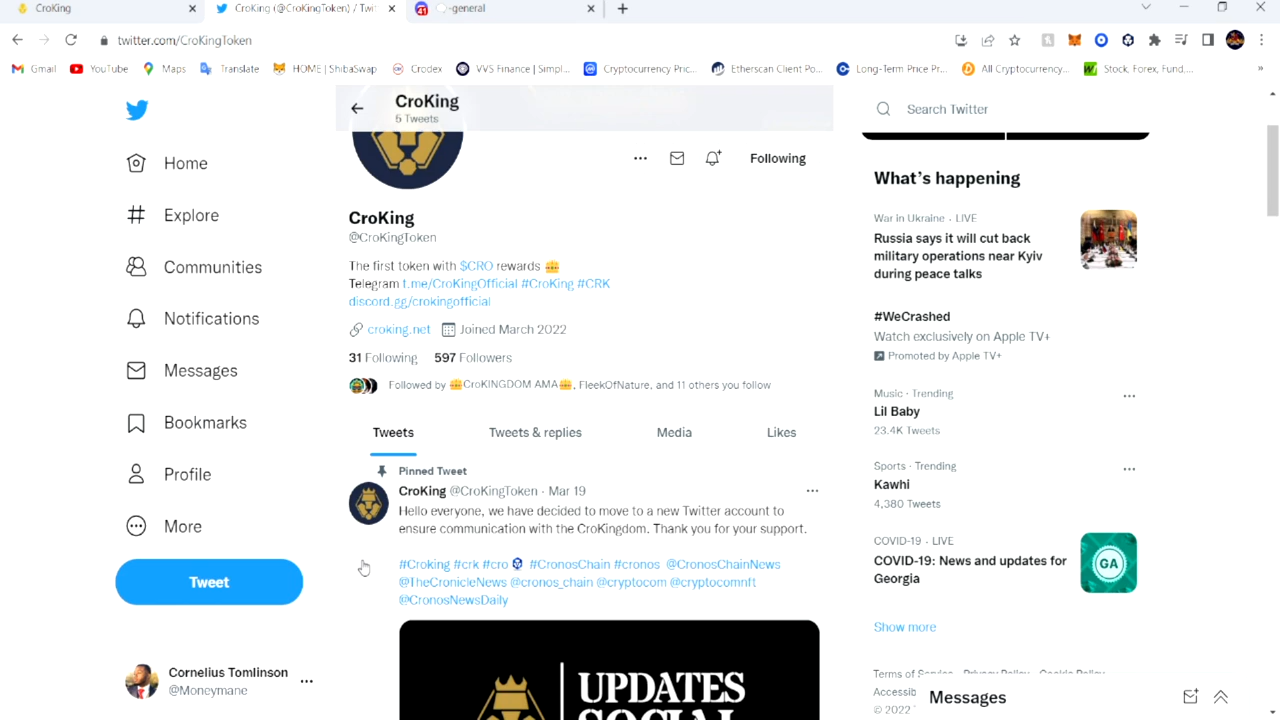 CroKing
CroKing (@CroKingToken) / Twi
41
-general
twitter.com/CroKingToken
Gmail
YouTube
Maps
Translate
HOME | ShibaSwap
Crodex
VVS Finance | Simpl...
Cryptocurrency Pric...
Etherscan Client Po...
Long-Term Price Pr...
All Cryptocurrency...
Stock, Forex, Fund,...
»
CroKing
5 Tweets
Search Twitter
Home
Explore
Communities
Notifications
Messages
Bookmarks
Profile
More
Tweet
Cornelius Tomlinson
@Moneymane
Following
CroKing
@CroKingToken
The first token with $CRO rewards
Telegram t.me/CroKingOfficial #CroKing #CRK
discord.gg/crokingofficial
croking.net Joined March 2022
31 Following 597 Followers
Followed by CroKINGDOM AMA, FleekOfNature, and 11 others you follow
Tweets
Tweets & replies
Media
Likes
Pinned Tweet
CroKing @CroKingToken · Mar 19
Hello everyone, we have decided to move to a new Twitter account to
ensure communication with the CroKingdom. Thank you for your support.
#Croking #crk #cro #CronosChain #cronos @CronosChainNews
@TheCronicleNews @cronos_chain @cryptocom @cryptocomnft
@CronosNewsDaily
UPDATES
SOCIAL
What's happening
War in Ukraine · LIVE
Russia says it will cut back
military operations near Kyiv
during peace talks
#WeCrashed
Watch exclusively on Apple TV+
Promoted by Apple TV+
Music · Trending
Lil Baby
23.4K Tweets
Sports · Trending
Kawhi
4,380 Tweets
COVID-19 · LIVE
COVID-19: News and updates for
Georgia
GA
Show more
Terms of Service Privacy Policy Cookie Policy
Accessib
© 2022
Messages